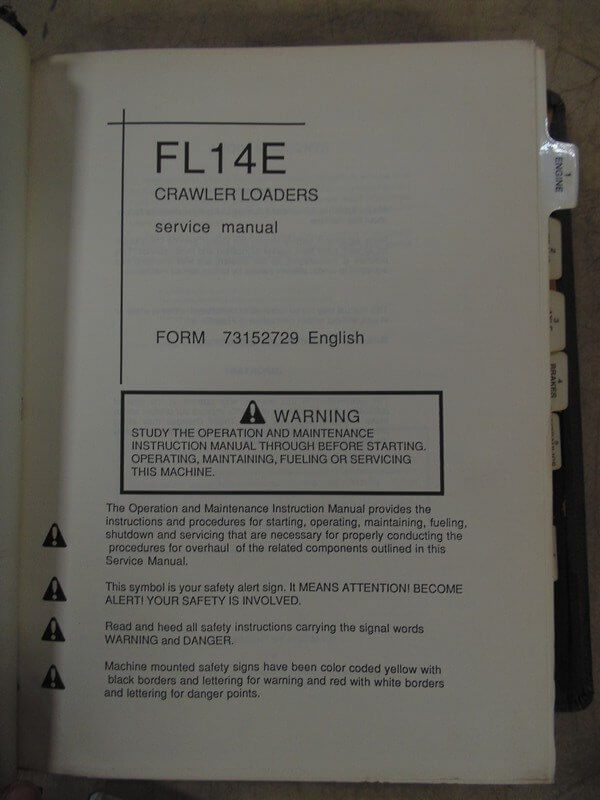 FL14E
CRAWLER LOADERS
service manual
FORM 73152729 English
WARNING
STUDY THE OPERATION AND MAINTENANCE
INSTRUCTION MANUAL THROUGH BEFORE STARTING.
OPERATING, MAINTAINING, FUELING OR SERVICING
THIS MACHINE.
The Operation and Maintenance Instruction Manual provides the
instructions and procedures for starting, operating, maintaining, fueling,
shutdown and servicing that are necessary for properly conducting the
procedures for overhaul of the related components outlined in this
Service Manual.
This symbol is your safety alert sign. It MEANS ATTENTION! BECOME
ALERT! YOUR SAFETY IS INVOLVED.
Read and heed all safety instructions carrying the signal words
WARNING and DANGER.
Machine mounted safety signs have been color coded yellow with
black borders and lettering for warning and red with white borders
and lettering for danger points.
1
ENGINE
2
3
4
BRAKES